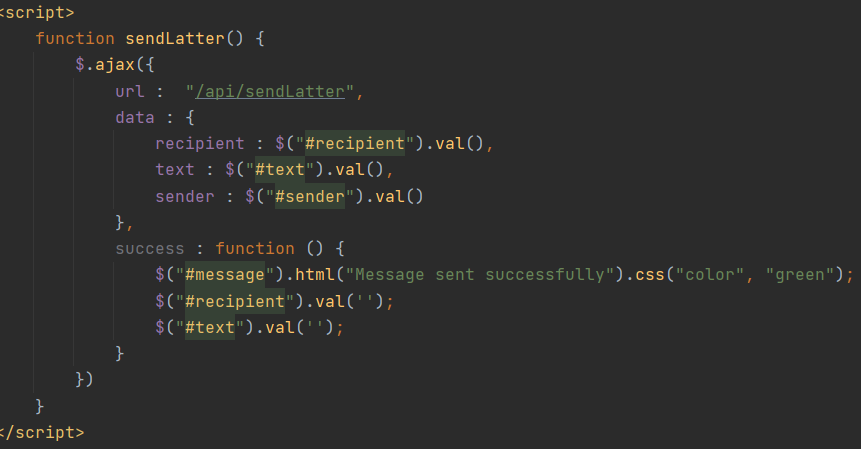 <script>
function sendLatter() {
$.ajax({
url :  "/api/sendLatter",
data : {
recipient : $("#recipient").val(),
text : $("#text").val(),
sender : $("#sender").val()
},
success : function () {
$("#message").html("Message sent successfully").css("color", "green");
$("#recipient").val('');
$("#text").val('');
}
})
}
</script>